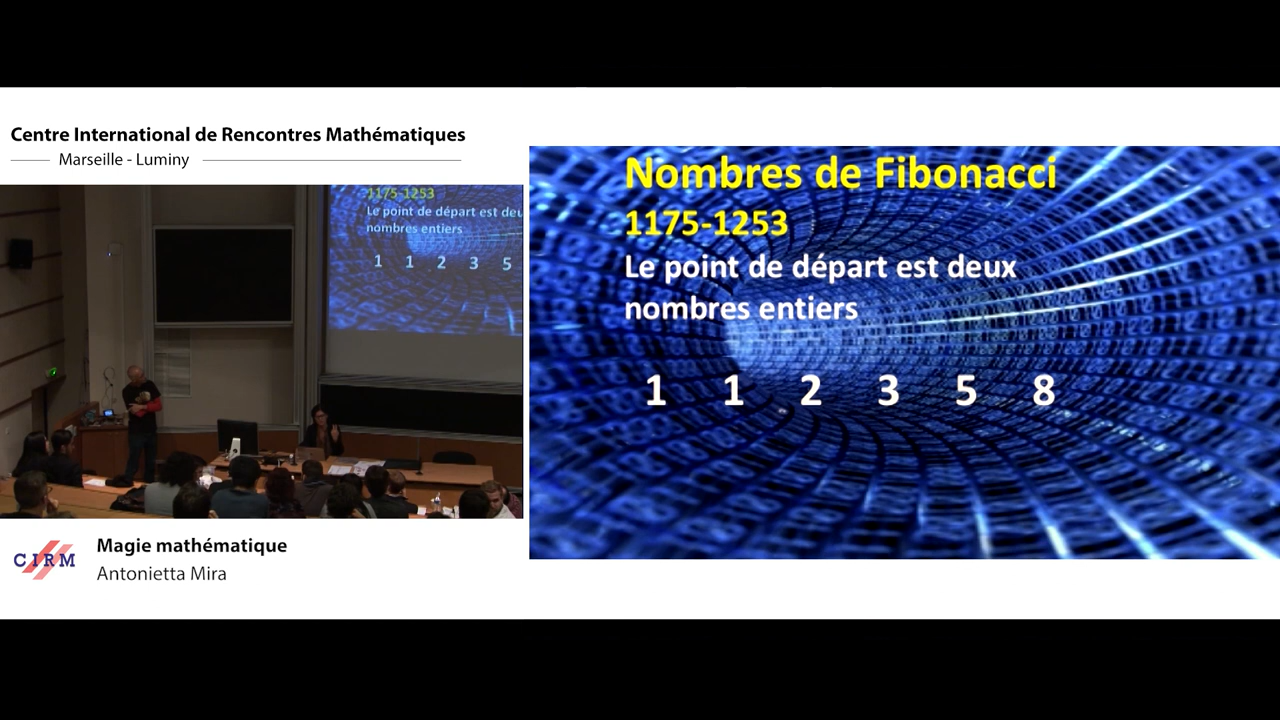 Centre International de Rencontres Mathématiques
Marseille - Luminy
1175-1253
Le point de départ est deu
nombres entiers
1 1 2 3 5
CIRM
Magie mathématique
Antonietta Mira
Nombres de Fibonacci
1175-1253
Le point de départ est deux
nombres entiers
1 1 2 3 5 8